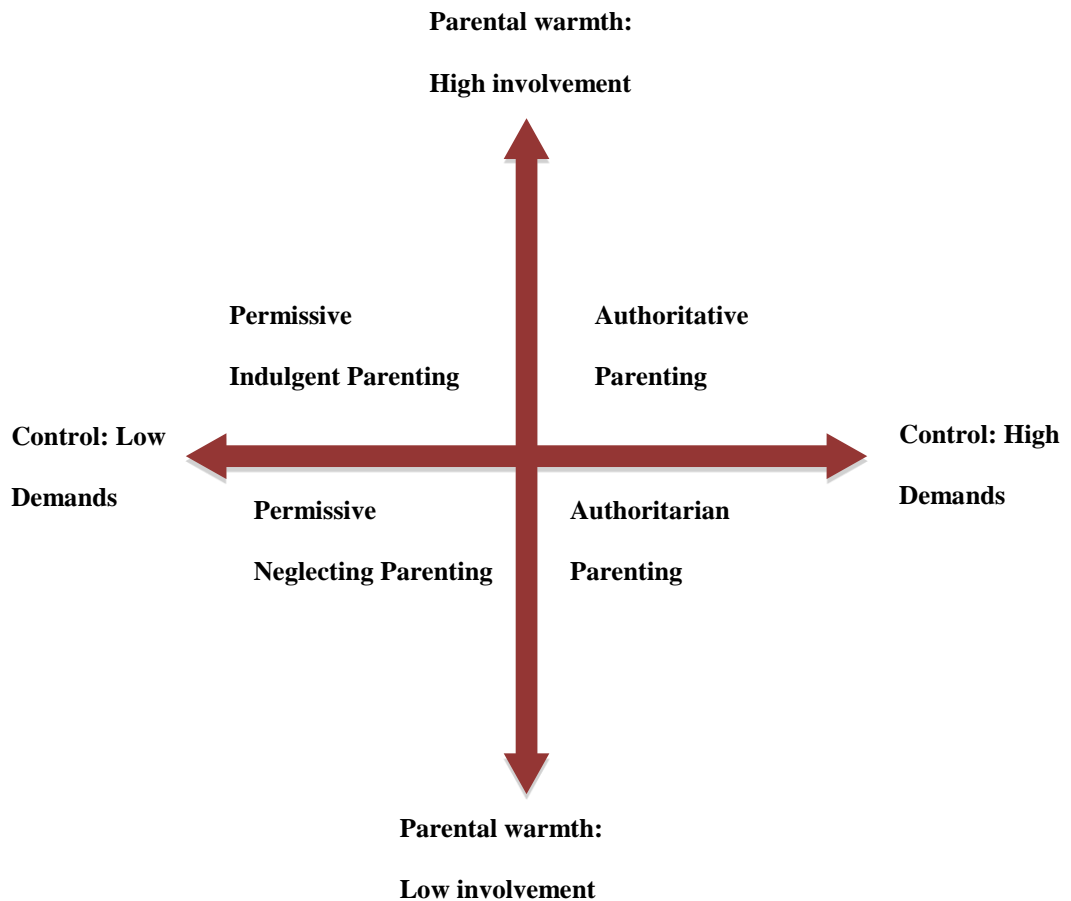 Parental warmth:
High involvement
Permissive
Indulgent Parenting
Authoritative
Parenting
Control: Low
Demands
Control: High
Demands
Permissive
Neglecting Parenting
Authoritarian
Parenting
Parental warmth:
Low involvement